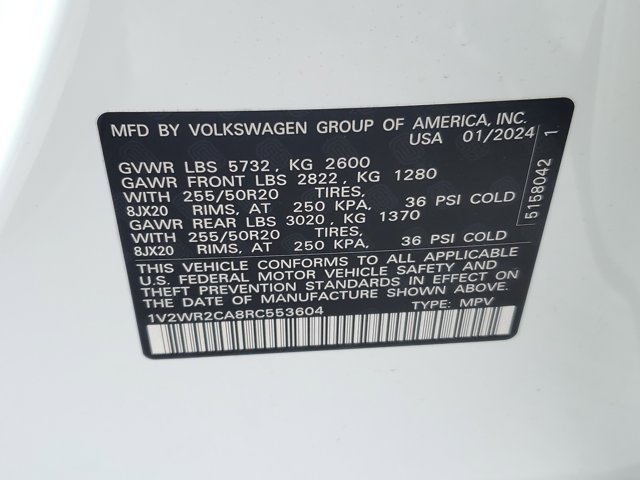 MFD BY VOLKSWAGEN GROUP OF AMERICA, INC.
USA 01/2024
GVWR LBS 5732 , KG 2600
GAWR FRONT LBS 2822 , KG 1280
WITH 255/50R20 TIRES,
8JX20 RIMS, AT 250 KPA, 36 PSI COLD
GAWR REAR LBS 3020 , KG 1370
WITH 255/50R20 TIRES,
8JX20 RIMS, AT 250 KPA, 36 PSI COLD
THIS VEHICLE CONFORMS TO ALL APPLICABLE
U.S. FEDERAL MOTOR VEHICLE SAFETY AND
THEFT PREVENTION STANDARDS IN EFFECT ON
THE DATE OF MANUFACTURE SHOWN ABOVE.
1V2WR2CA8RC553604 TYPE: MPV
5158042 1